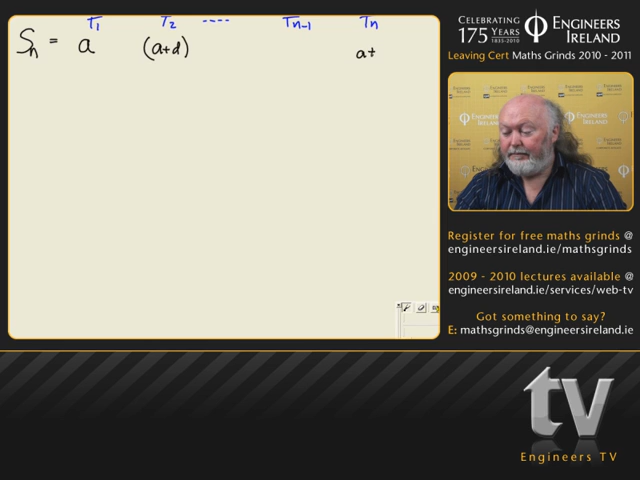 T1 T2 ---- Tn-1 Tn
Sn = a (a+d) a+
CELEBRATING
175 YEARS
1835-2010
ENGINEERS
IRELAND
Leaving Cert Maths Grinds 2010 - 2011
Register for free maths grinds @
engineersireland.ie/mathsgrinds
2009 - 2010 lectures available @
engineersireland.ie/services/web-tv
Got something to say?
E: mathsgrinds@engineersireland.ie
tv
Engineers TV